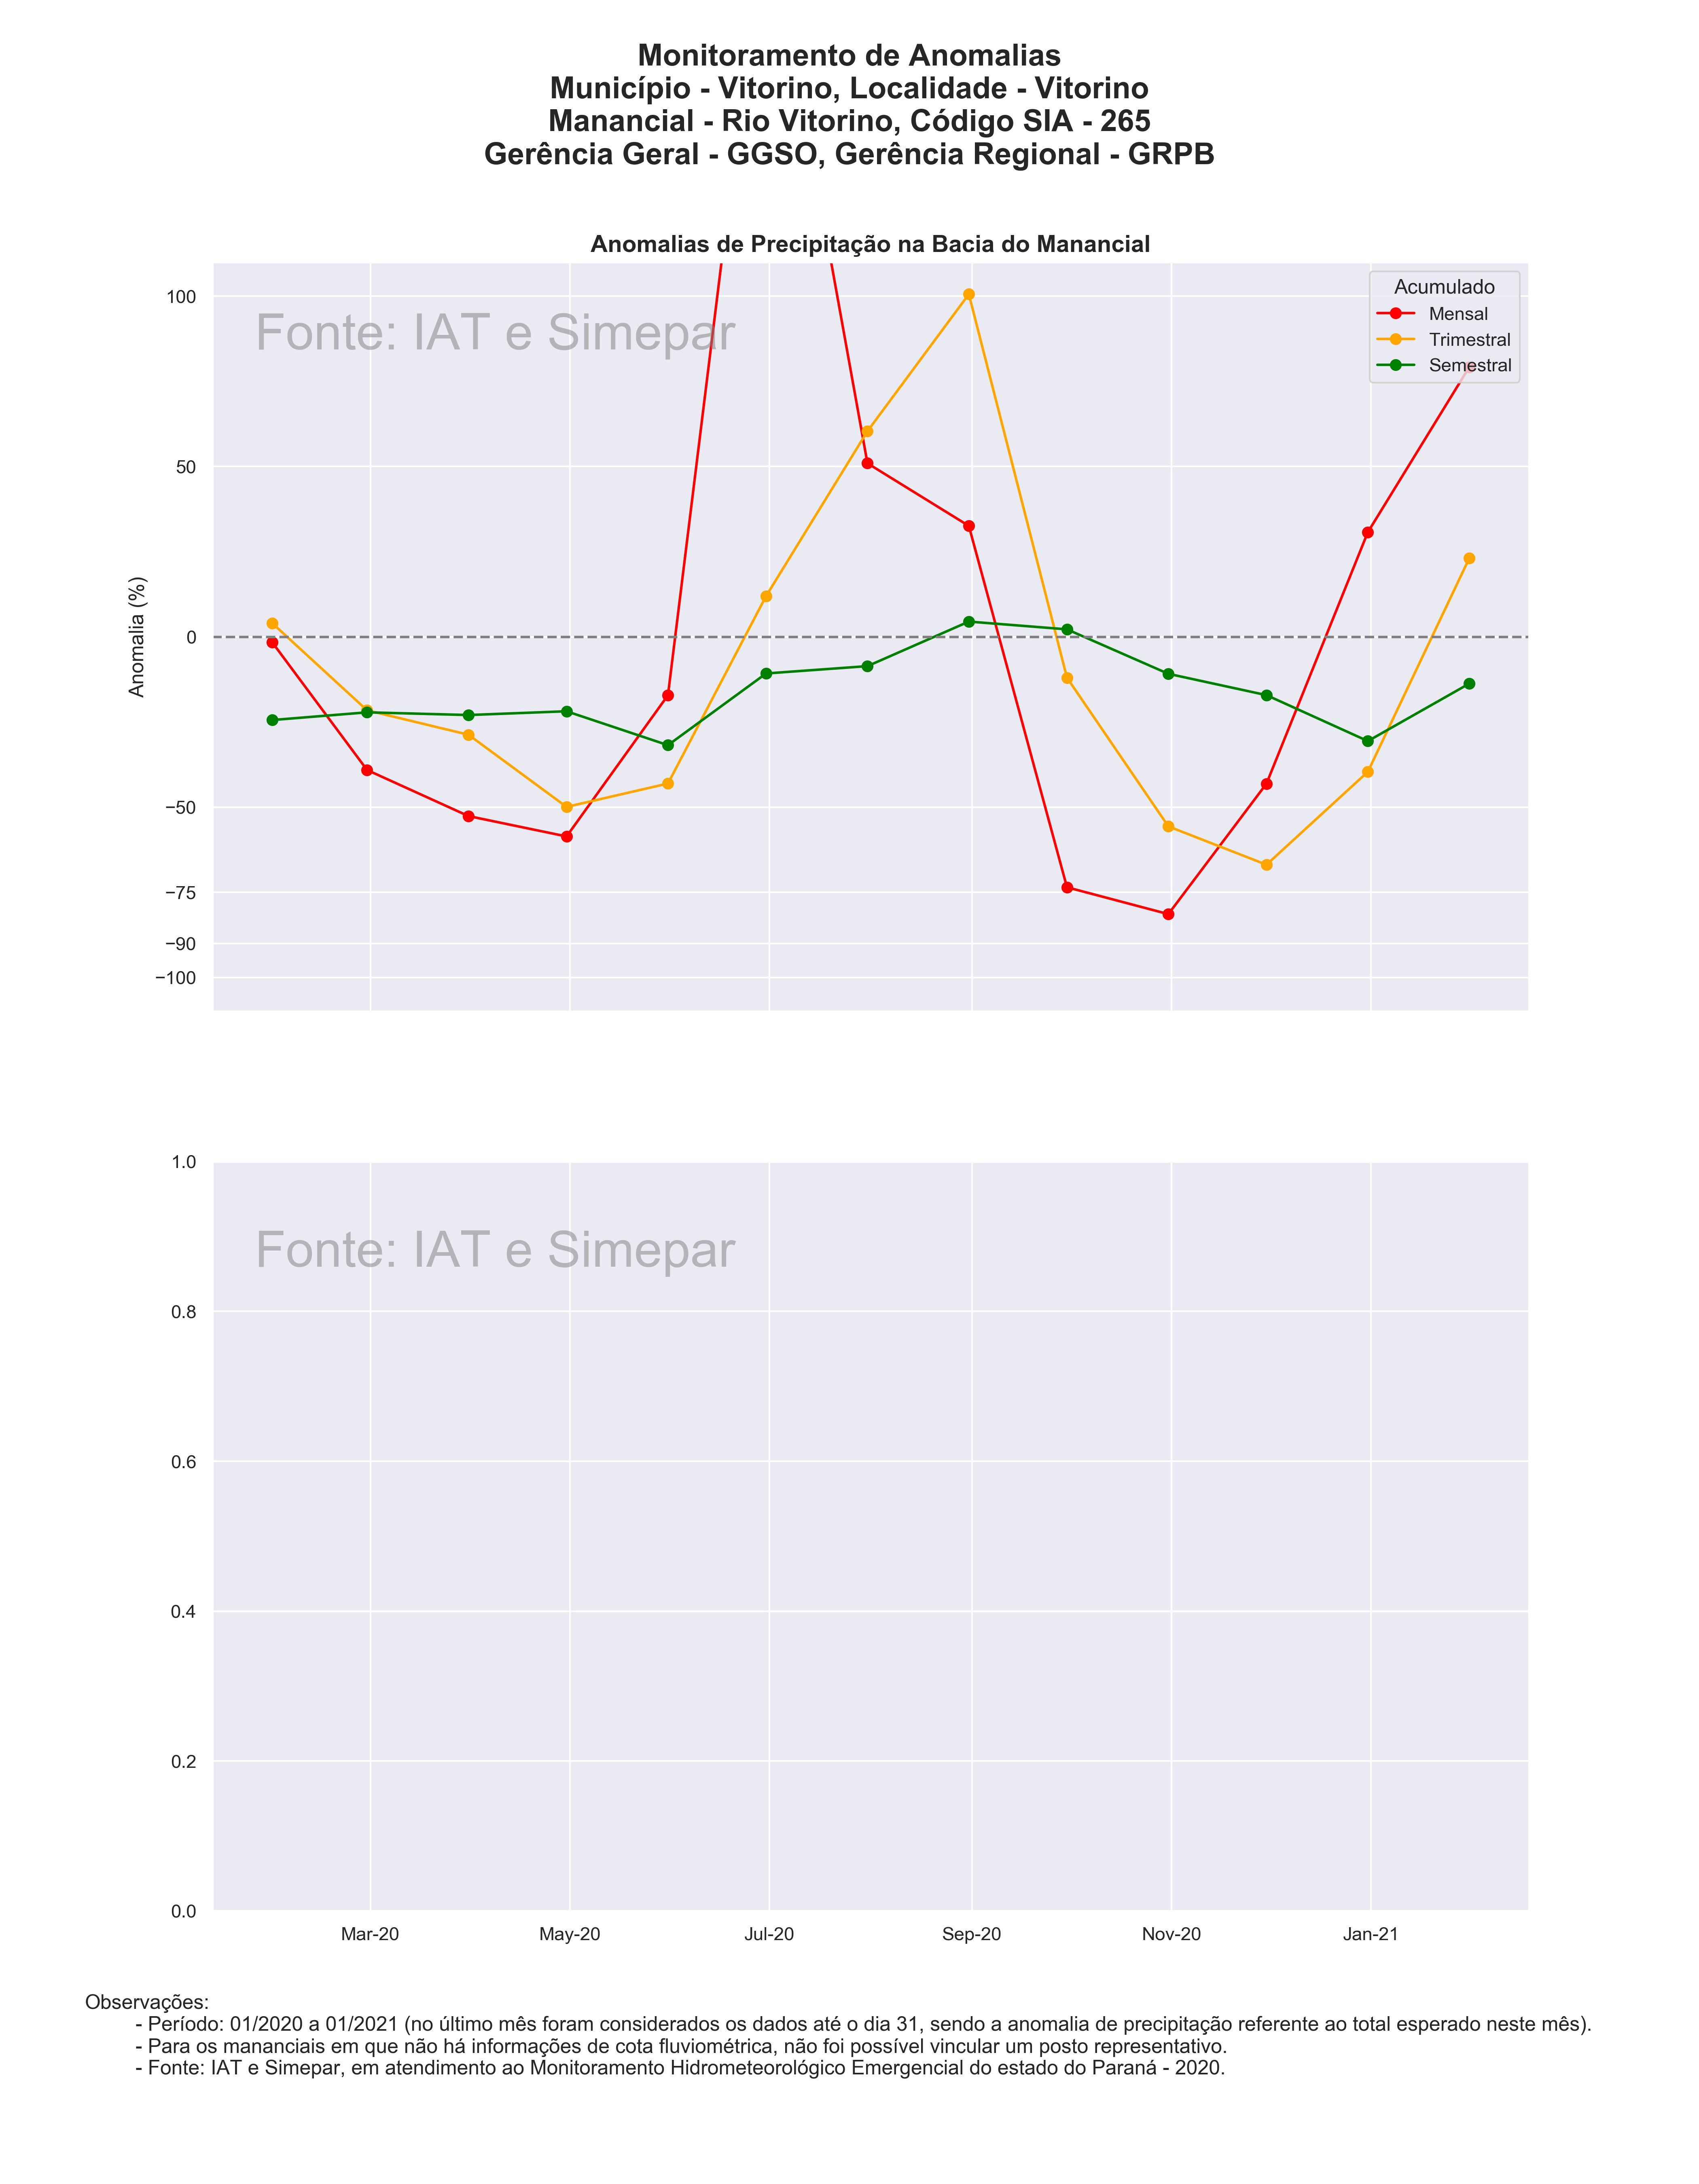 Monitoramento de Anomalias
Município - Vitorino, Localidade - Vitorino
Manancial - Rio Vitorino, Código SIA - 265
Gerência Geral - GGSO, Gerência Regional - GRPB
Anomalias de Precipitação na Bacia do Manancial
Fonte: IAT e Simepar
Acumulado
Mensal
Trimestral
Semestral
Anomalia (%)
100
50
0
−50
−75
−90
−100
Fonte: IAT e Simepar
1.0
0.8
0.6
0.4
0.2
0.0
Mar-20 May-20 Jul-20 Sep-20 Nov-20 Jan-21
Observações:
- Período: 01/2020 a 01/2021 (no último mês foram considerados os dados até o dia 31, sendo a anomalia de precipitação referente ao total esperado neste mês).
- Para os mananciais em que não há informações de cota fluviométrica, não foi possível vincular um posto representativo.
- Fonte: IAT e Simepar, em atendimento ao Monitoramento Hidrometeorológico Emergencial do estado do Paraná - 2020.